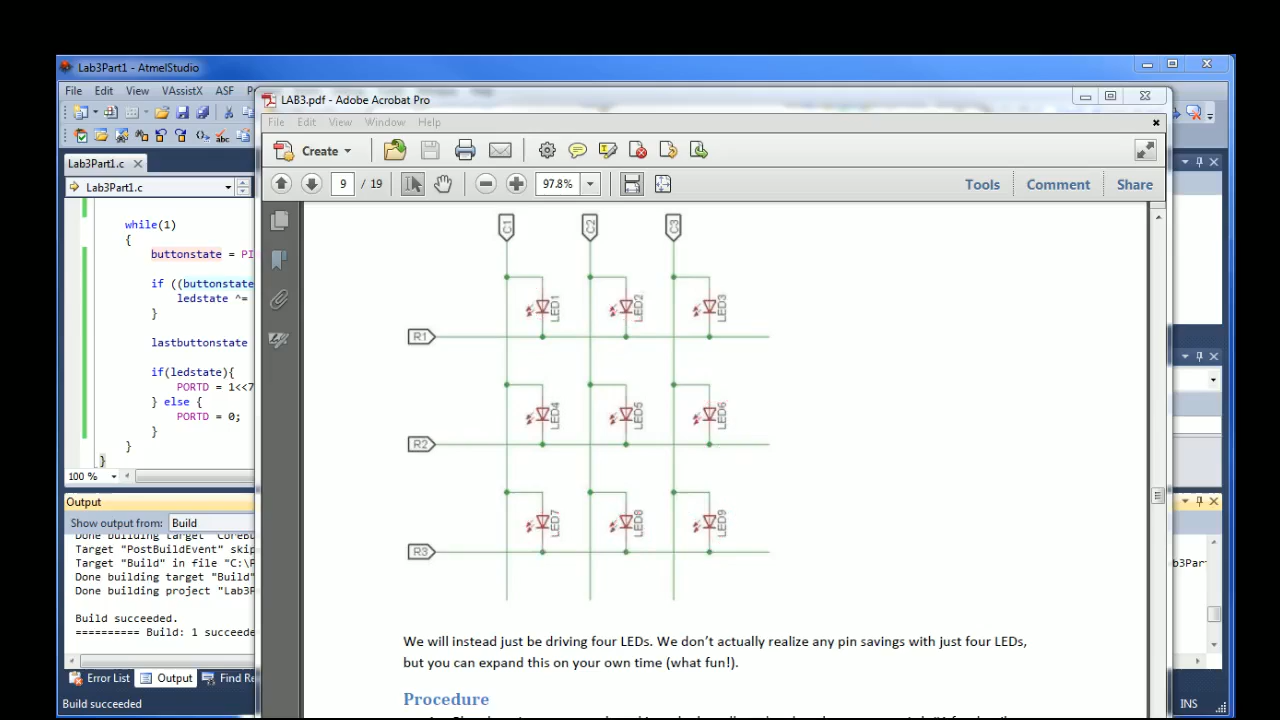 Lab3Part1 - AtmelStudio
File Edit View VAssistX ASF
LAB3.pdf - Adobe Acrobat Pro
File Edit View Window Help
Create
9 / 19
97.8%
Tools Comment Share
Lab3Part1.c
Lab3Part1.c
while(1)
{
buttonstate = PI
if ((buttonstate
ledstate ^=
}
lastbuttonstate
if(ledstate){
PORTD = 1<<7
} else {
PORTD = 0;
}
}
}
100 %
C1 C2 C3
LED1 LED2 LED3
R1
LED4 LED5 LED6
R2
LED7 LED8 LED9
R3
We will instead just be driving four LEDs. We don't actually realize any pin savings with just four LEDs,
but you can expand this on your own time (what fun!).
Procedure
Output
Show output from: Build
Done building target "CoreBu
Target "PostBuildEvent" skip
Target "Build" in file "C:\P
Done building target "Build"
Done building project "Lab3P
Build succeeded.
========== Build: 1 succeede
b3Par
Error List Output Find Re
Build succeeded
INS